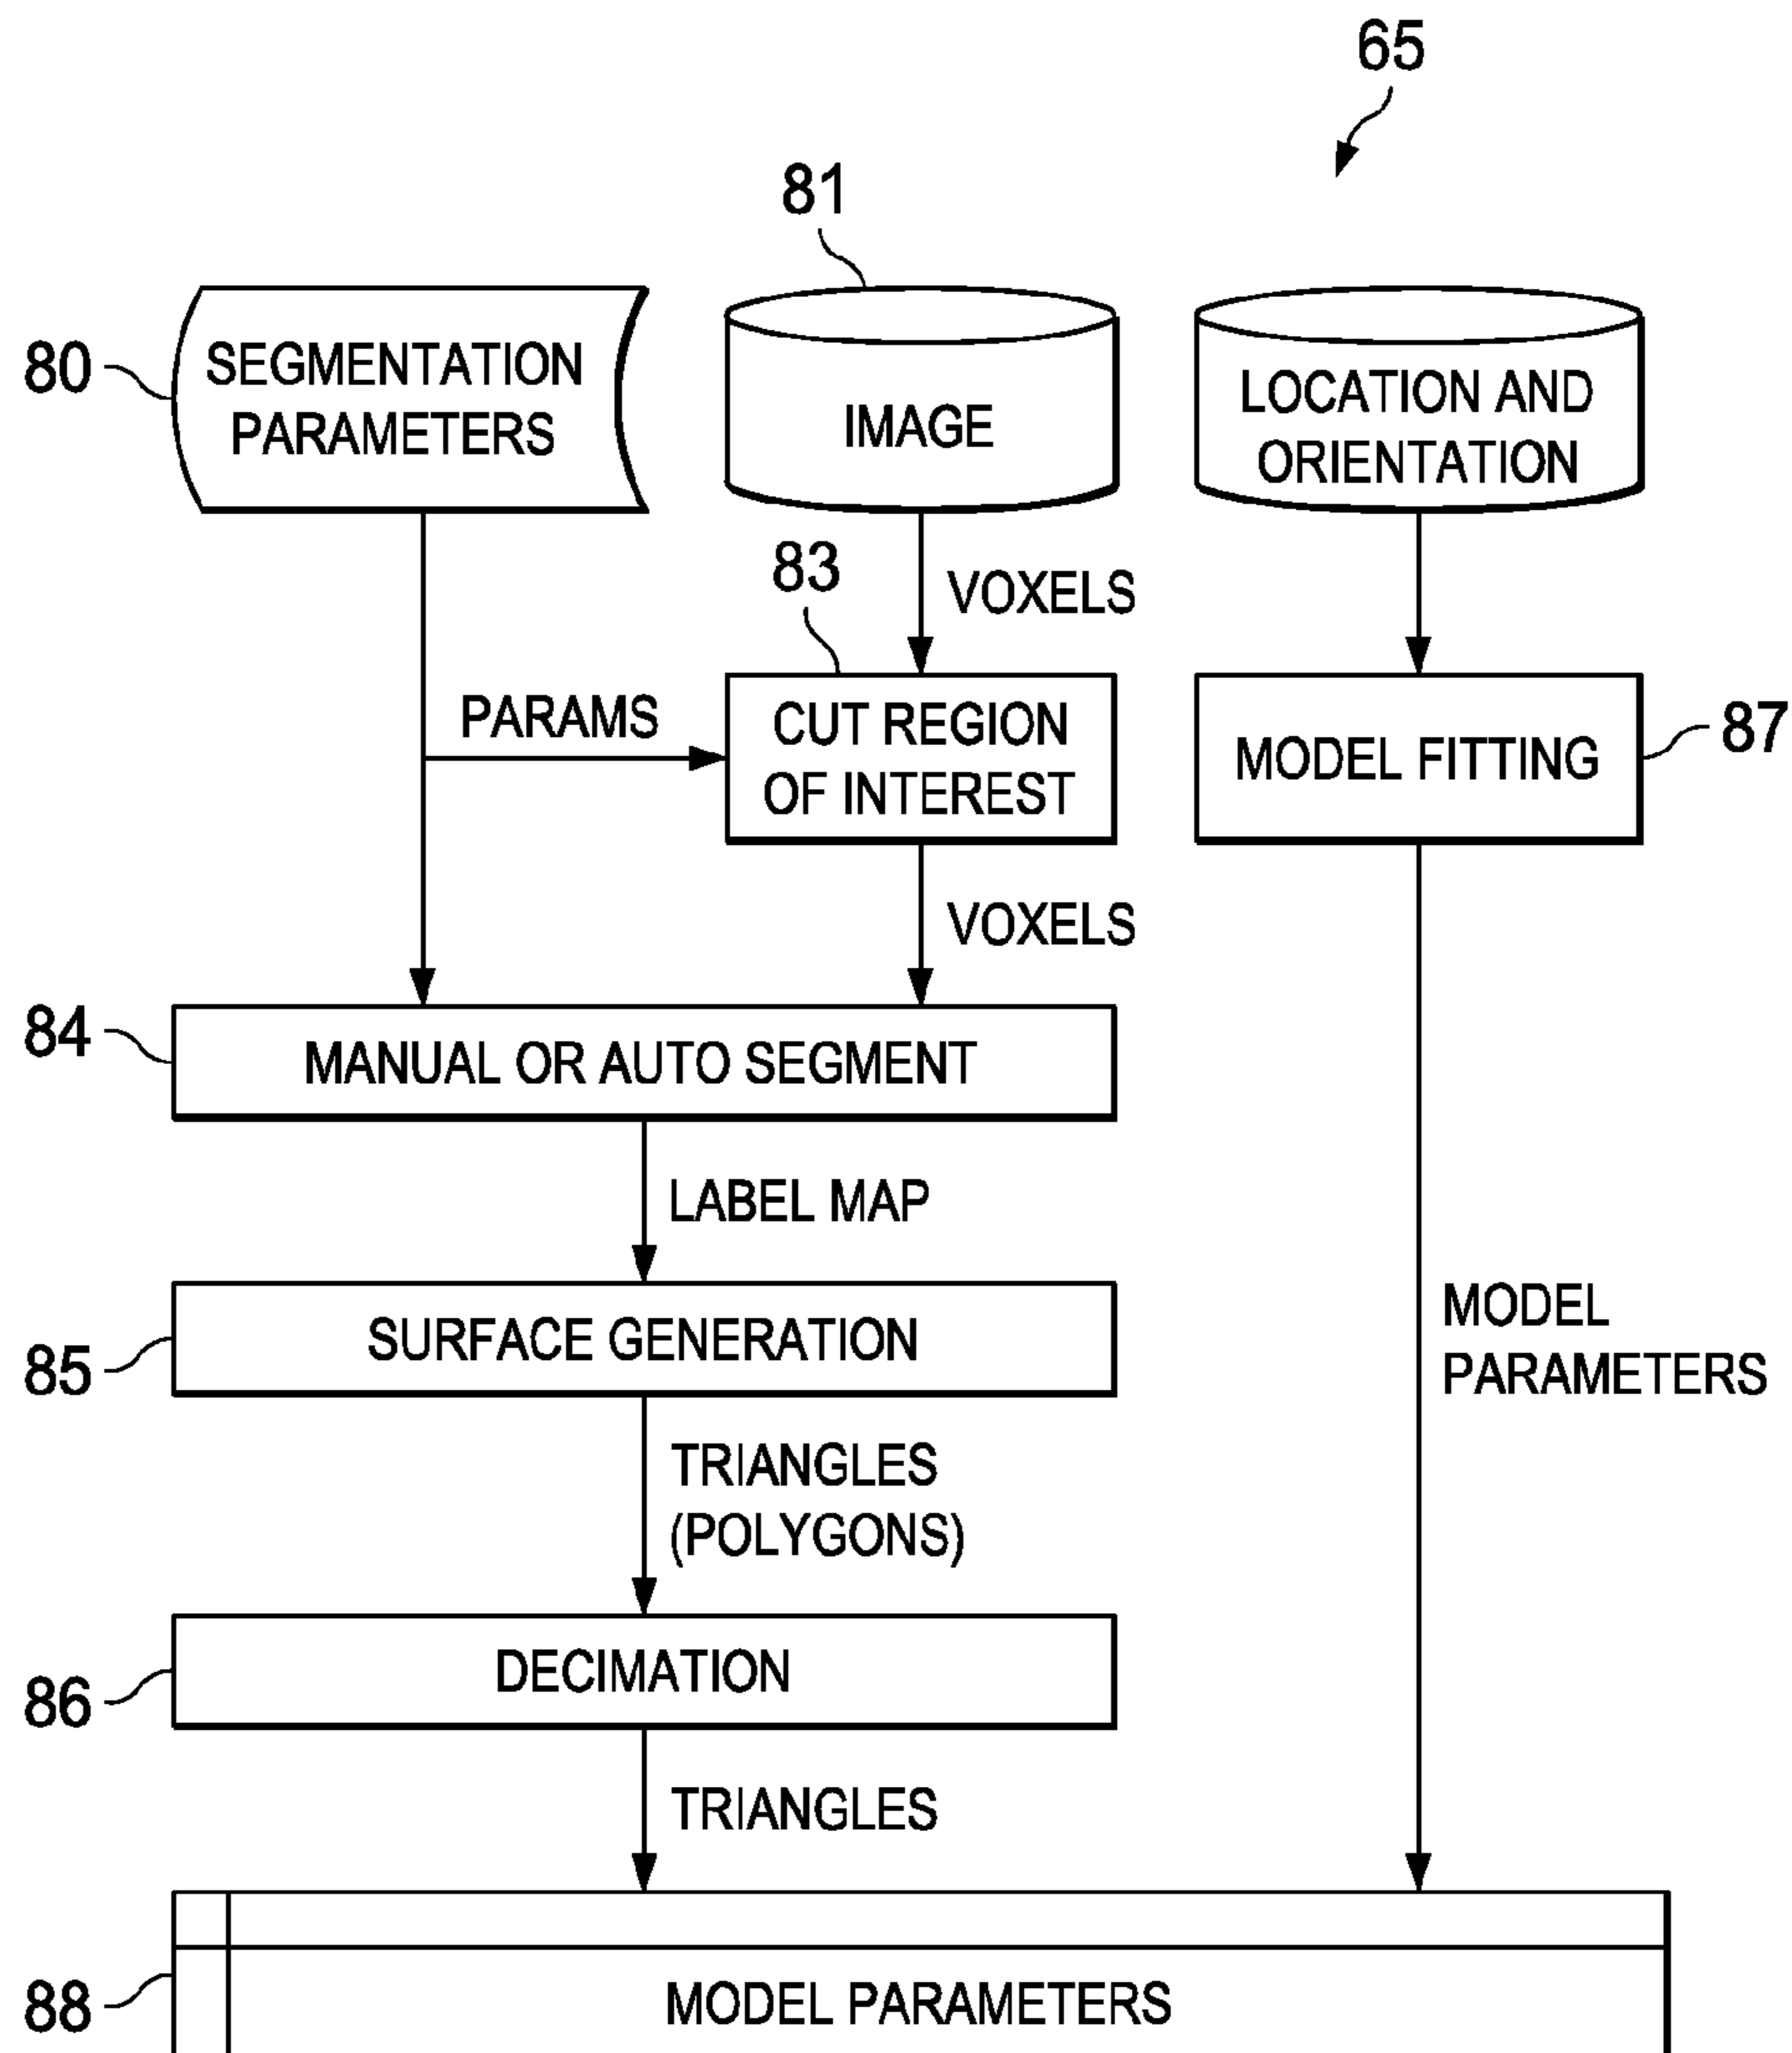 65
81
80
SEGMENTATION
PARAMETERS
IMAGE
LOCATION AND
ORIENTATION
83
VOXELS
PARAMS
CUT REGION
OF INTEREST
MODEL FITTING
87
VOXELS
84
MANUAL OR AUTO SEGMENT
LABEL MAP
85
SURFACE GENERATION
MODEL
PARAMETERS
TRIANGLES
(POLYGONS)
86
DECIMATION
TRIANGLES
88
MODEL PARAMETERS